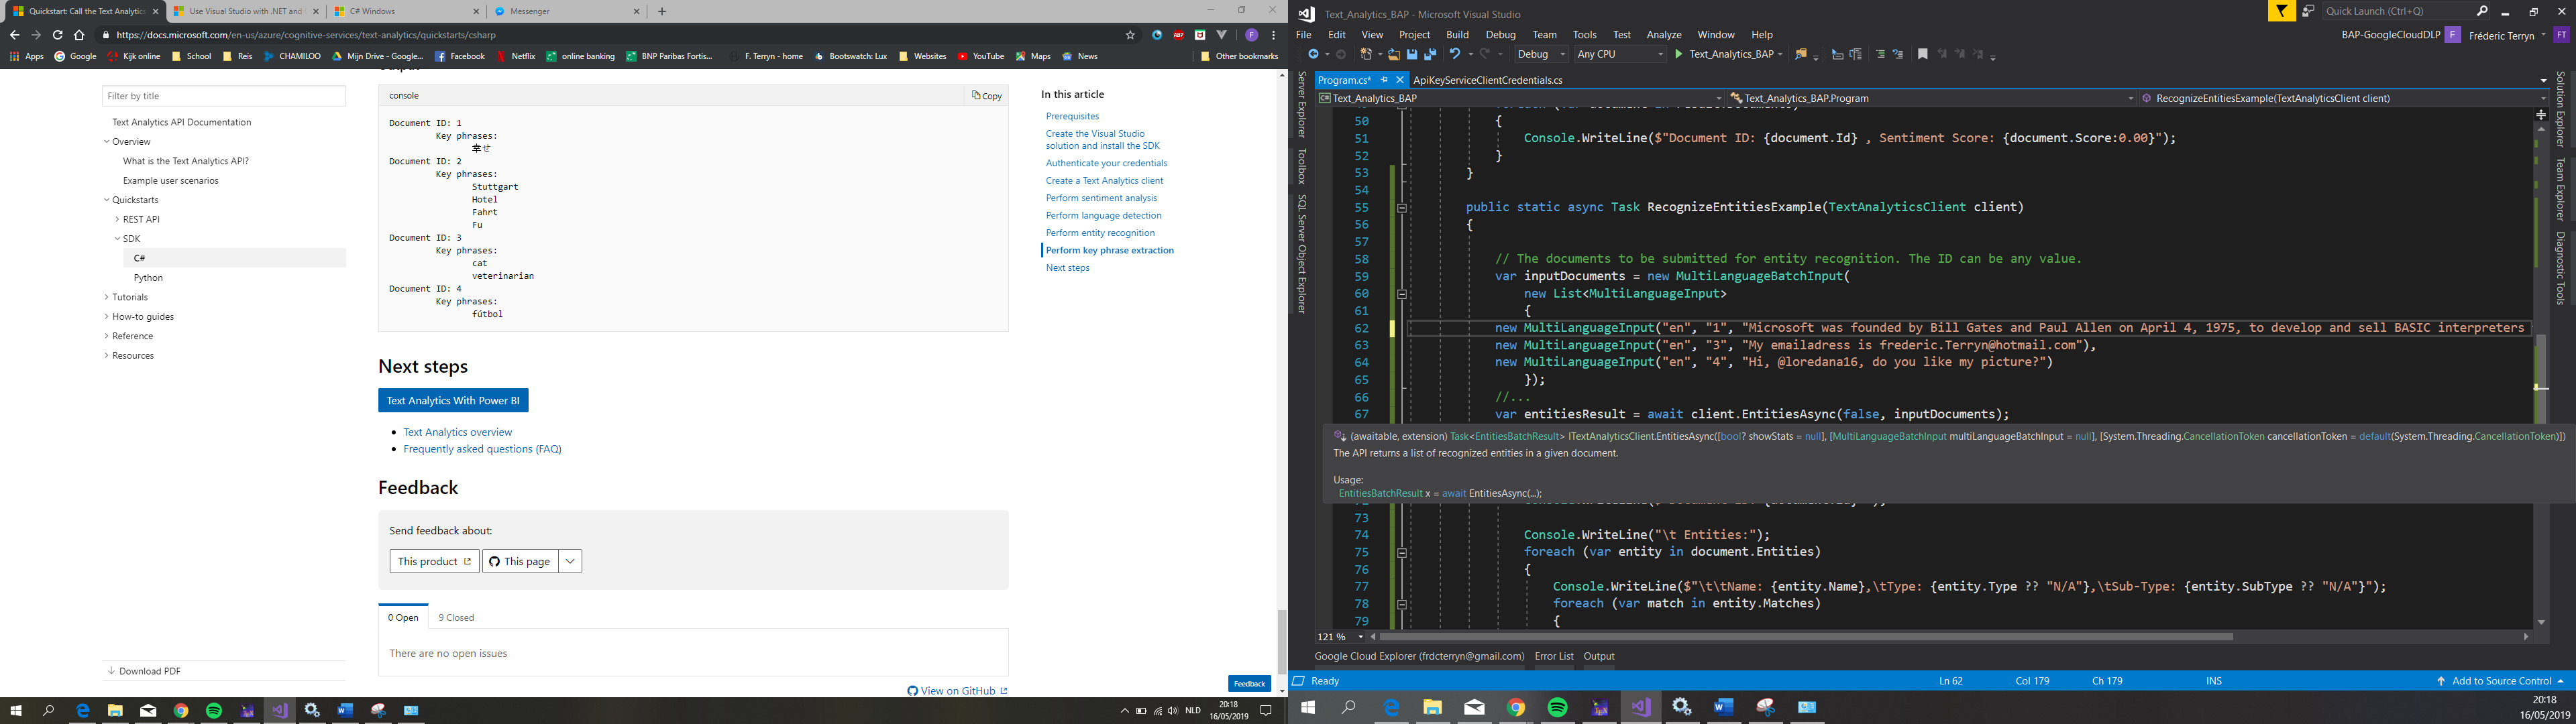 Quickstart: Call the Text Analytics
Use Visual Studio with .NET and
C# Windows
Messenger
https://docs.microsoft.com/en-us/azure/cognitive-services/text-analytics/quickstarts/csharp
Apps
Google
Kijk online
School
Reis
CHAMILOO
Mijn Drive - Google...
Facebook
Netflix
online banking
BNP Paribas Fortis...
F. Terryn - home
Bootswatch: Lux
Websites
YouTube
Maps
News
Other bookmarks
Filter by title
Text Analytics API Documentation
Overview
What is the Text Analytics API?
Example user scenarios
Quickstarts
REST API
SDK
C#
Python
Tutorials
How-to guides
Reference
Resources
Download PDF
console
Copy
Document ID: 1
Key phrases:
幸せ
Document ID: 2
Key phrases:
Stuttgart
Hotel
Fahrt
Fu
Document ID: 3
Key phrases:
cat
veterinarian
Document ID: 4
Key phrases:
fútbol
Next steps
Text Analytics With Power BI
Text Analytics overview
Frequently asked questions (FAQ)
Feedback
Send feedback about:
This product
This page
0 Open
9 Closed
There are no open issues
View on GitHub
Feedback
In this article
Prerequisites
Create the Visual Studio
solution and install the SDK
Authenticate your credentials
Create a Text Analytics client
Perform sentiment analysis
Perform language detection
Perform entity recognition
Perform key phrase extraction
Next steps
NLD
20:18
16/05/2019
Text_Analytics_BAP - Microsoft Visual Studio
Quick Launch (Ctrl+Q)
File Edit View Project Build Debug Team Tools Test Analyze Window Help
BAP-GoogleCloudDLP F Fréderic Terryn FT
Debug
Any CPU
Text_Analytics_BAP
Program.cs*
ApiKeyServiceClientCredentials.cs
Text_Analytics_BAP
Text_Analytics_BAP.Program
RecognizeEntitiesExample(TextAnalyticsClient client)
Server Explorer
Toolbox
SQL Server Object Explorer
50 {
51 Console.WriteLine($"Document ID: {document.Id} , Sentiment Score: {document.Score:0.00}");
52 }
53 }
54
55 public static async Task RecognizeEntitiesExample(TextAnalyticsClient client)
56 {
57
58 // The documents to be submitted for entity recognition. The ID can be any value.
59 var inputDocuments = new MultiLanguageBatchInput(
60 new List<MultiLanguageInput>
61 {
62 new MultiLanguageInput("en", "1", "Microsoft was founded by Bill Gates and Paul Allen on April 4, 1975, to develop and sell BASIC interpreters
63 new MultiLanguageInput("en", "3", "My emailadress is frederic.Terryn@hotmail.com"),
64 new MultiLanguageInput("en", "4", "Hi, @loredana16, do you like my picture?")
65 });
66 //...
67 var entitiesResult = await client.EntitiesAsync(false, inputDocuments);
(awaitable, extension) Task<EntitiesBatchResult> ITextAnalyticsClient.EntitiesAsync([bool? showStats = null], [MultiLanguageBatchInput multiLanguageBatchInput = null], [System.Threading.CancellationToken cancellationToken = default(System.Threading.CancellationToken)])
The API returns a list of recognized entities in a given document.
Usage:
EntitiesBatchResult x = await EntitiesAsync(...);
73
74 Console.WriteLine("\t Entities:");
75 foreach (var entity in document.Entities)
76 {
77 Console.WriteLine($"\t\tName: {entity.Name},\tType: {entity.Type ?? "N/A"},\tSub-Type: {entity.SubType ?? "N/A"}");
78 foreach (var match in entity.Matches)
79 {
121 %
Solution Explorer
Team Explorer
Diagnostic Tools
Google Cloud Explorer (frdcterryn@gmail.com)
Error List
Output
Ready
Ln 62
Col 179
Ch 179
INS
Add to Source Control
20:18
16/05/2019